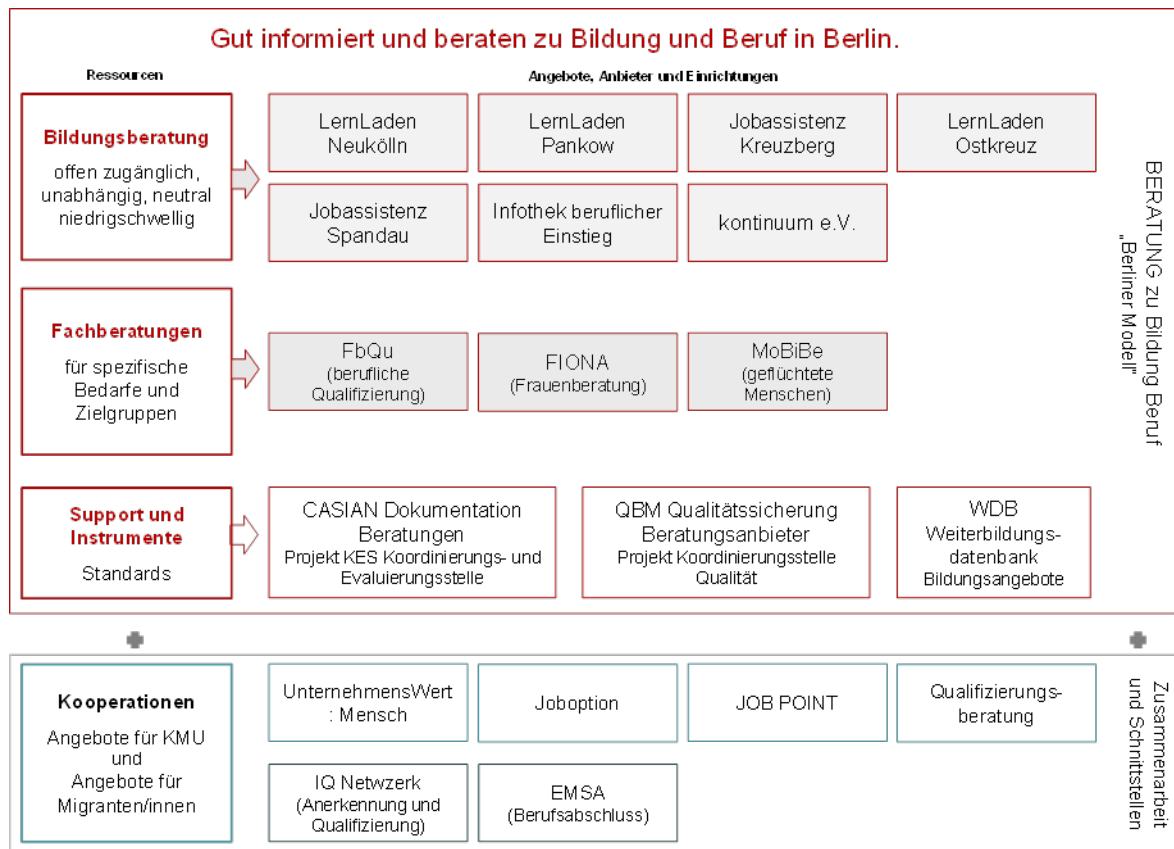 Gut informiert und beraten zu Bildung und Beruf in Berlin.
Ressourcen
Angebote, Anbieter und Einrichtungen
Bildungsberatung
offen zugänglich,
unabhängig, neutral
niedrigschwellig
LernLaden
Neukölln
LernLaden
Pankow
Jobassistenz
Kreuzberg
LernLaden
Ostkreuz
Jobassistenz
Spandau
Infothek beruflicher
Einstieg
kontinuum e.V.
Fachberatungen
für spezifische
Bedarfe und
Zielgruppen
FbQu
(berufliche
Qualifizierung)
FIONA
(Frauenberatung)
MoBiBe
(geflüchtete
Menschen)
Support und
Instrumente
Standards
CASIAN Dokumentation
Beratungen
Projekt KES Koordinierungs- und
Evaluierungsstelle
QBM Qualitätssicherung
Beratungsanbieter
Projekt Koordinierungsstelle
Qualität
WDB
Weiterbildungs-
datenbank
Bildungsangebote
BERATUNG zu Bildung Beruf
„Berliner Modell"
Kooperationen
Angebote für KMU
und
Angebote für
Migranten/innen
UnternehmensWert
: Mensch
Joboption
JOB POINT
Qualifizierungs-
beratung
IQ Netwzerk
(Anerkennung und
Qualifizierung)
EMSA
(Berufsabschluss)
Zusammenarbeit
und Schnittstellen